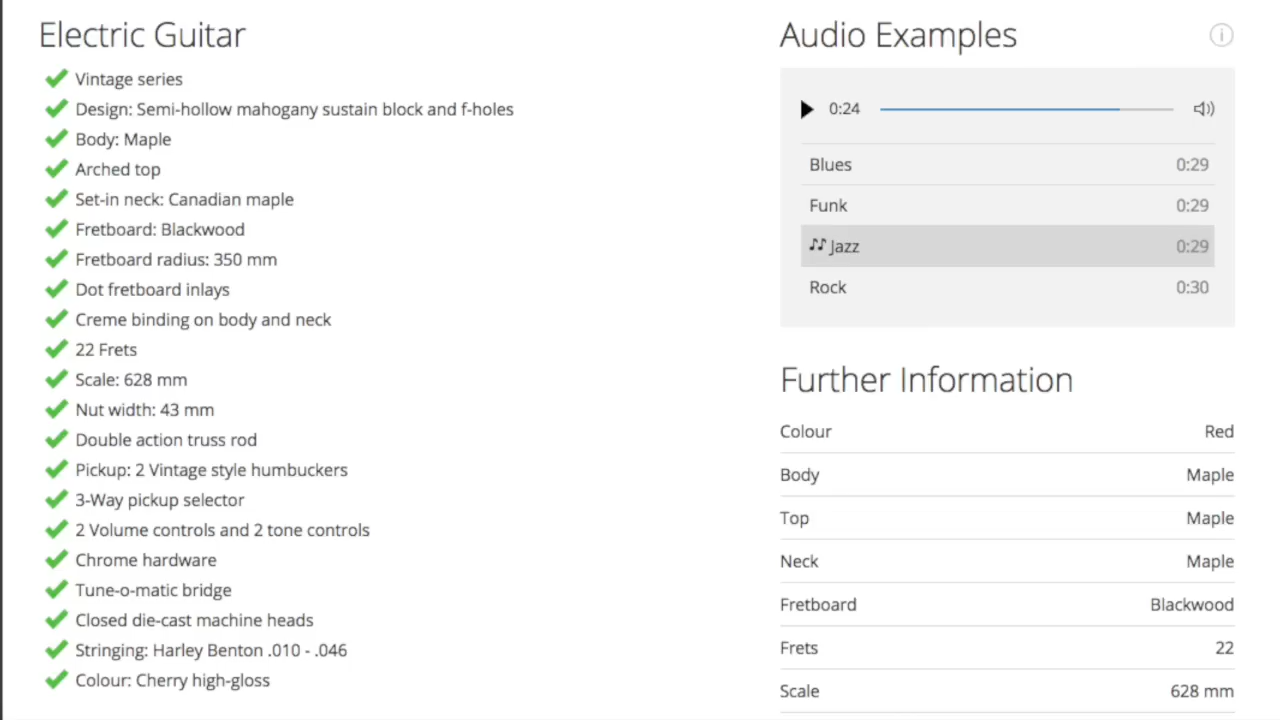 Electric Guitar
Vintage series
Design: Semi-hollow mahogany sustain block and f-holes
Body: Maple
Arched top
Set-in neck: Canadian maple
Fretboard: Blackwood
Fretboard radius: 350 mm
Dot fretboard inlays
Creme binding on body and neck
22 Frets
Scale: 628 mm
Nut width: 43 mm
Double action truss rod
Pickup: 2 Vintage style humbuckers
3-Way pickup selector
2 Volume controls and 2 tone controls
Chrome hardware
Tune-o-matic bridge
Closed die-cast machine heads
Stringing: Harley Benton .010 - .046
Colour: Cherry high-gloss
Audio Examples
0:24
Blues 0:29
Funk 0:29
Jazz 0:29
Rock 0:30
Further Information
Colour Red
Body Maple
Top Maple
Neck Maple
Fretboard Blackwood
Frets 22
Scale 628 mm